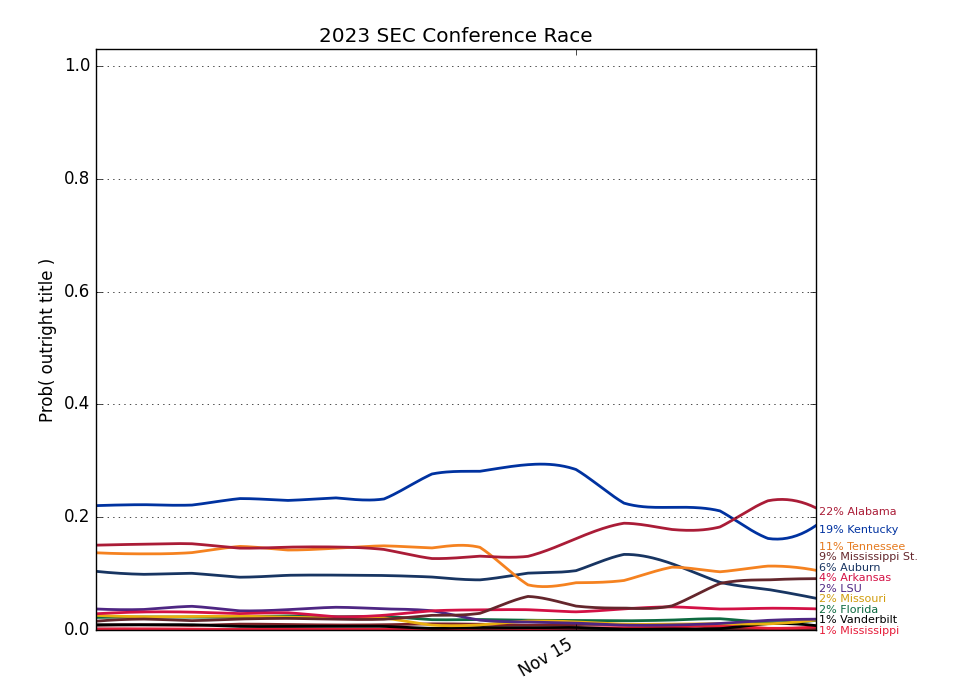 2023 SEC Conference Race
Prob( outright title )
1.0
0.8
0.6
0.4
0.2
0.0
Nov 15
22% Alabama
19% Kentucky
11% Tennessee
9% Mississippi St.
6% Auburn
4% Arkansas
2% LSU
2% Missouri
2% Florida
1% Vanderbilt
1% Mississippi